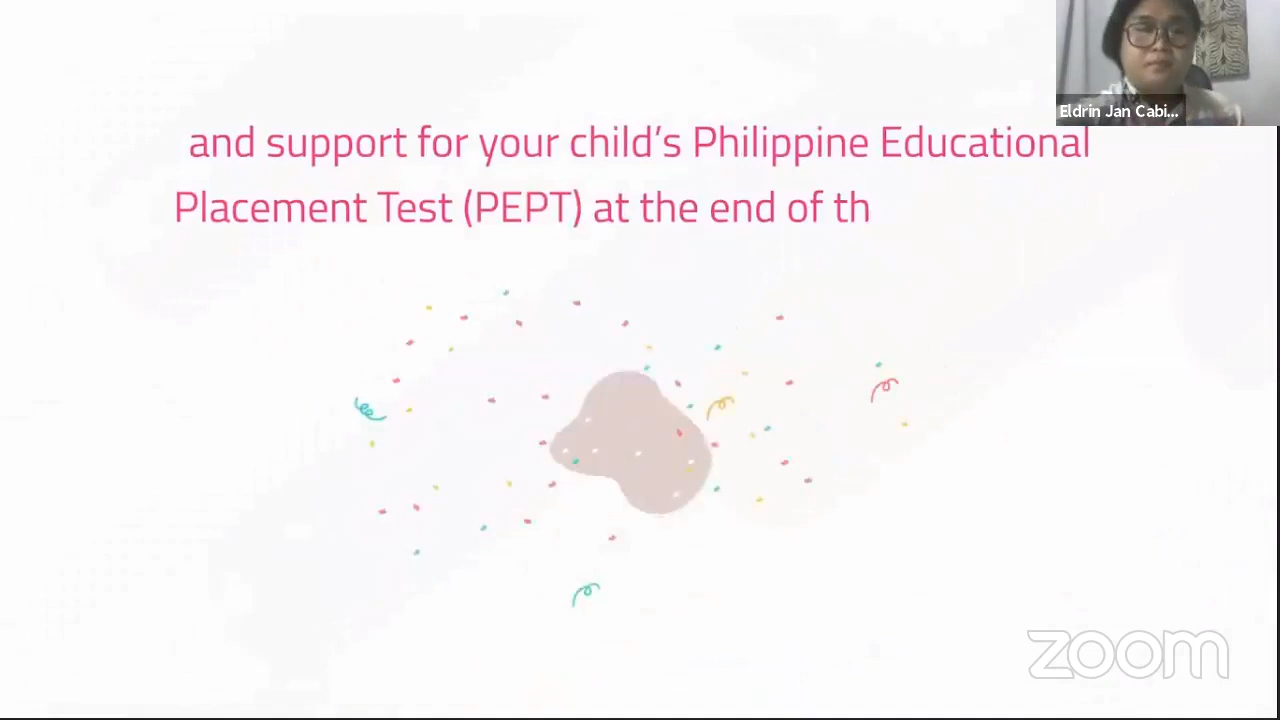 Eldrin Jan Cabi...
and support for your child's Philippine Educational
Placement Test (PEPT) at the end of th
zoom